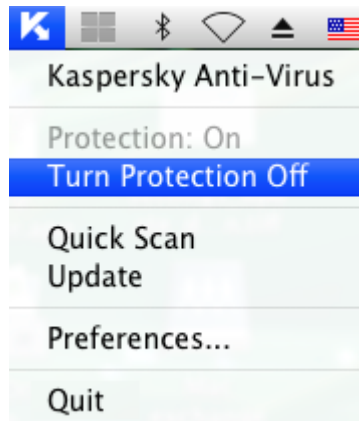 K
Kaspersky Anti-Virus
Protection: On
Turn Protection Off
Quick Scan
Update
Preferences...
Quit